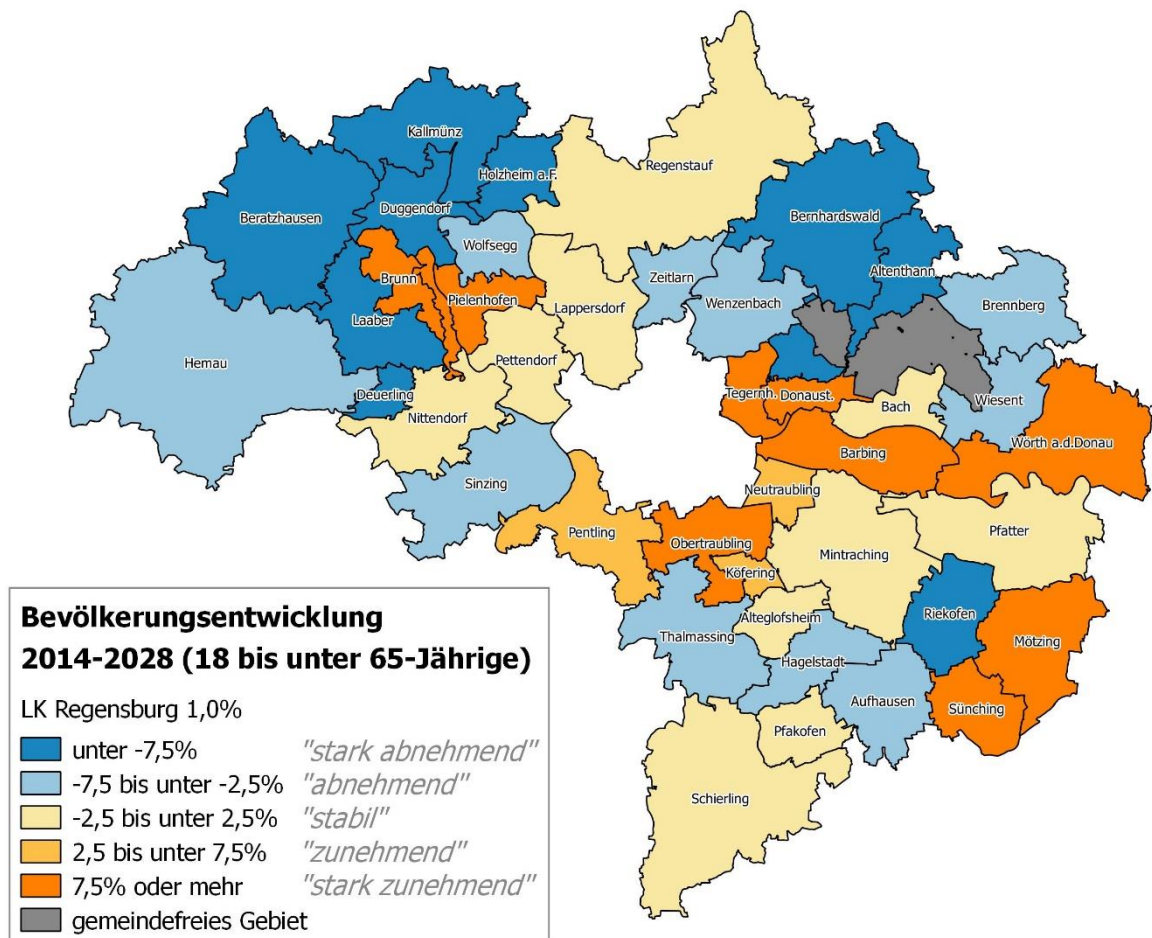 Kallmünz
Holzheim a.F.
Regenstauf
Beratzhausen
Duggendorf
Bernhardswald
Wolfsegg
Altenthann
Zeitlarn
Brunn
Pielenhofen
Lappersdorf
Wenzenbach
Brennberg
Laaber
Hemau
Pettendorf
Deuerling
Nittendorf
Tegernh.
Donaust.
Bach
Wiesent
Wörth a.d.Donau
Barbing
Sinzing
Neutraubling
Pentling
Obertraubling
Mintraching
Pfatter
Köfering
Alteglofsheim
Riekofen
Thalmassing
Mötzing
Hagelstadt
Aufhausen
Sünching
Pfakofen
Schierling
Bevölkerungsentwicklung
2014-2028 (18 bis unter 65-Jährige)
LK Regensburg 1,0%
unter -7,5% "stark abnehmend"
-7,5 bis unter -2,5% "abnehmend"
-2,5 bis unter 2,5% "stabil"
2,5 bis unter 7,5% "zunehmend"
7,5% oder mehr "stark zunehmend"
gemeindefreies Gebiet